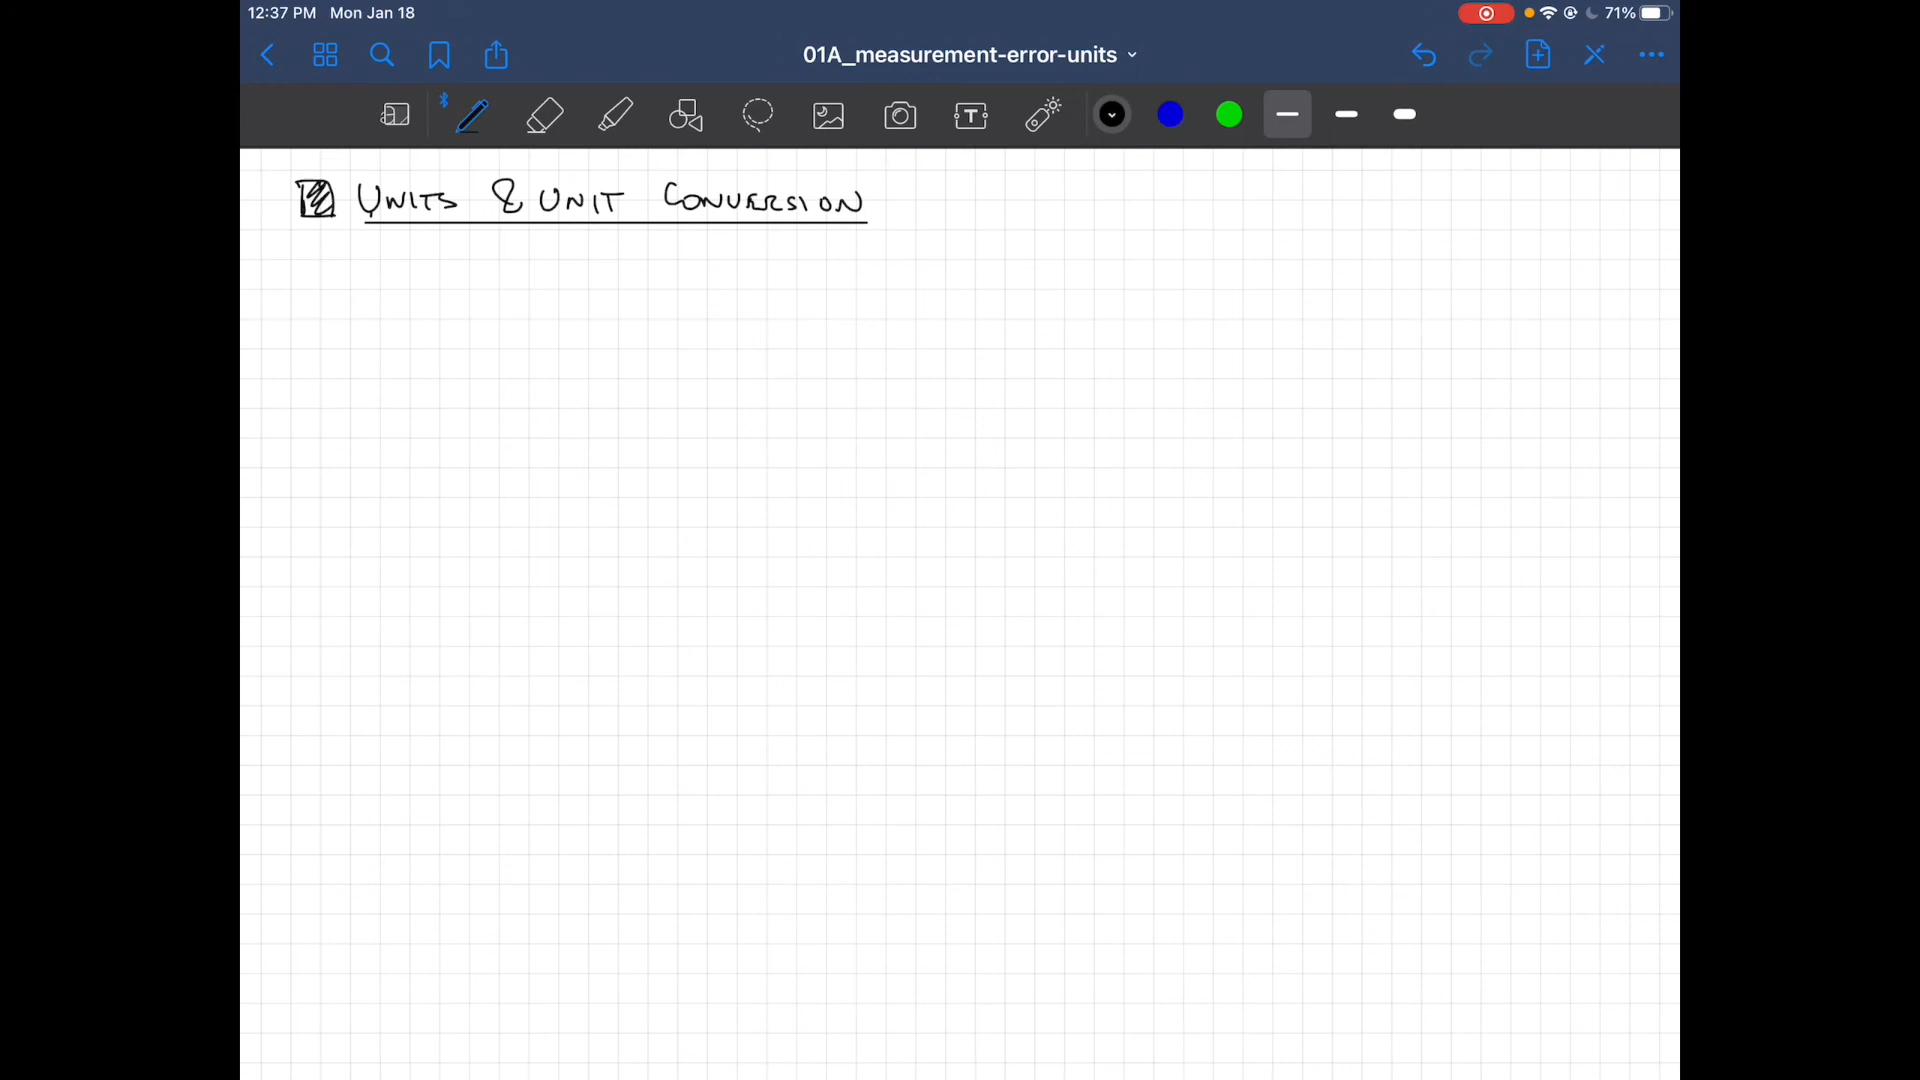 12:37 PM Mon Jan 18
71%
01A_measurement-error-units
T
UNITS & UNIT CONVERSION